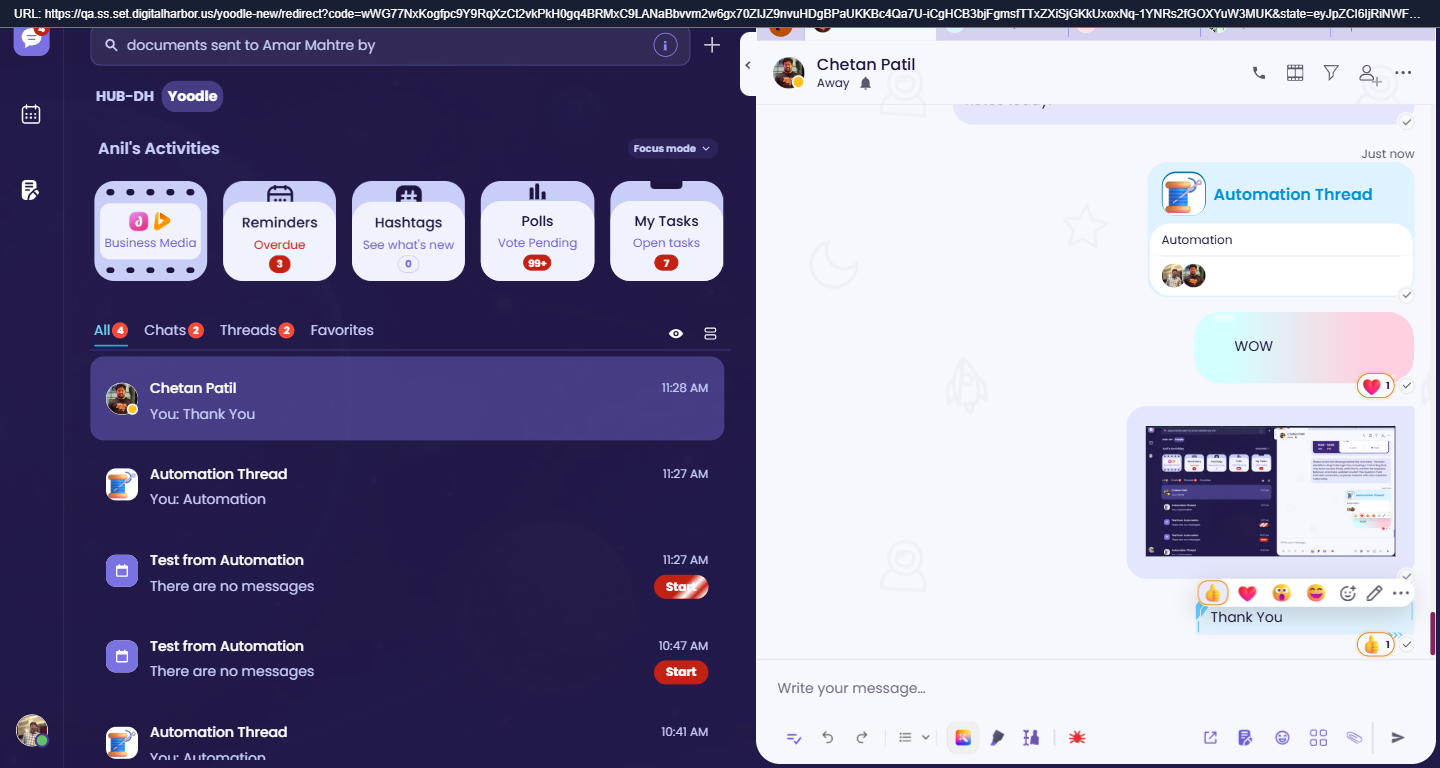 URL: https://qa.ss.set.digitalharbor.us/yoodle-new/redirect?code=
4
documents sent to Amar Mahtre by
HUB-DH Yoodle
Anil's Activities
Focus mode
Business Media
Reminders
Overdue
3
Hashtags
See what's new
0
Polls
Vote Pending
99+
My Tasks
Open tasks
7
All 4 Chats 2 Threads 2 Favorites
Chetan Patil
11:28 AM
You: Thank You
Automation Thread
11:27 AM
You: Automation
Test from Automation
11:27 AM
There are no messages
Start
Test from Automation
10:47 AM
There are no messages
Start
Automation Thread
10:41 AM
You: Automation
Chetan Patil
Away
Just now
Automation Thread
Automation
WOW
1
Thank You
1
Write your message...